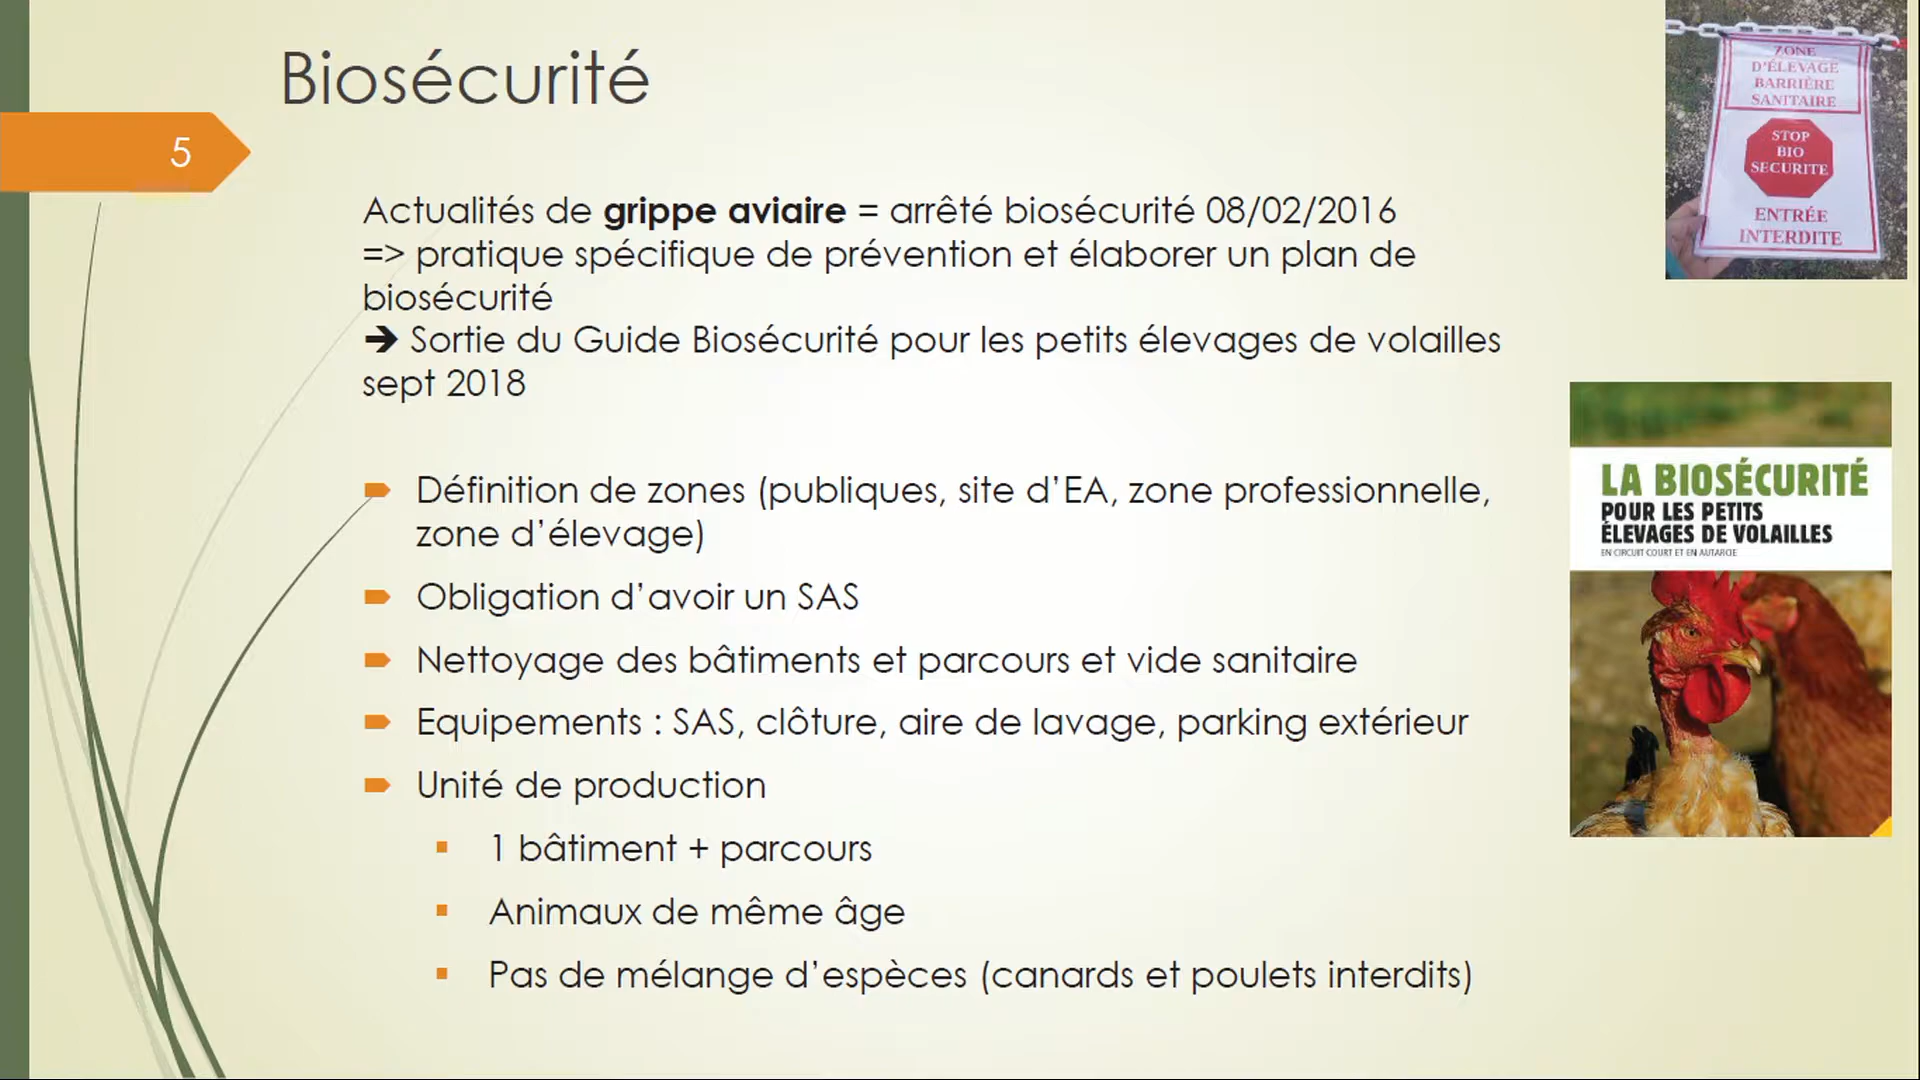 Biosécurité
5
Actualités de grippe aviaire = arrêté biosécurité 08/02/2016
=> pratique spécifique de prévention et élaborer un plan de
biosécurité
➔ Sortie du Guide Biosécurité pour les petits élevages de volailles
sept 2018
Définition de zones (publiques, site d’EA, zone professionnelle,
zone d’élevage)
Obligation d’avoir un SAS
Nettoyage des bâtiments et parcours et vide sanitaire
Equipements : SAS, clôture, aire de lavage, parking extérieur
Unité de production
1 bâtiment + parcours
Animaux de même âge
Pas de mélange d’espèces (canards et poulets interdits)
ZONE
D’ÉLEVAGE
BARRIÈRE
SANITAIRE
STOP
BIO
SECURITE
ENTRÉE
INTERDITE
LA BIOSÉCURITÉ
POUR LES PETITS
ÉLEVAGES DE VOLAILLES
EN CIRCUIT COURT ET EN AUTARCIE